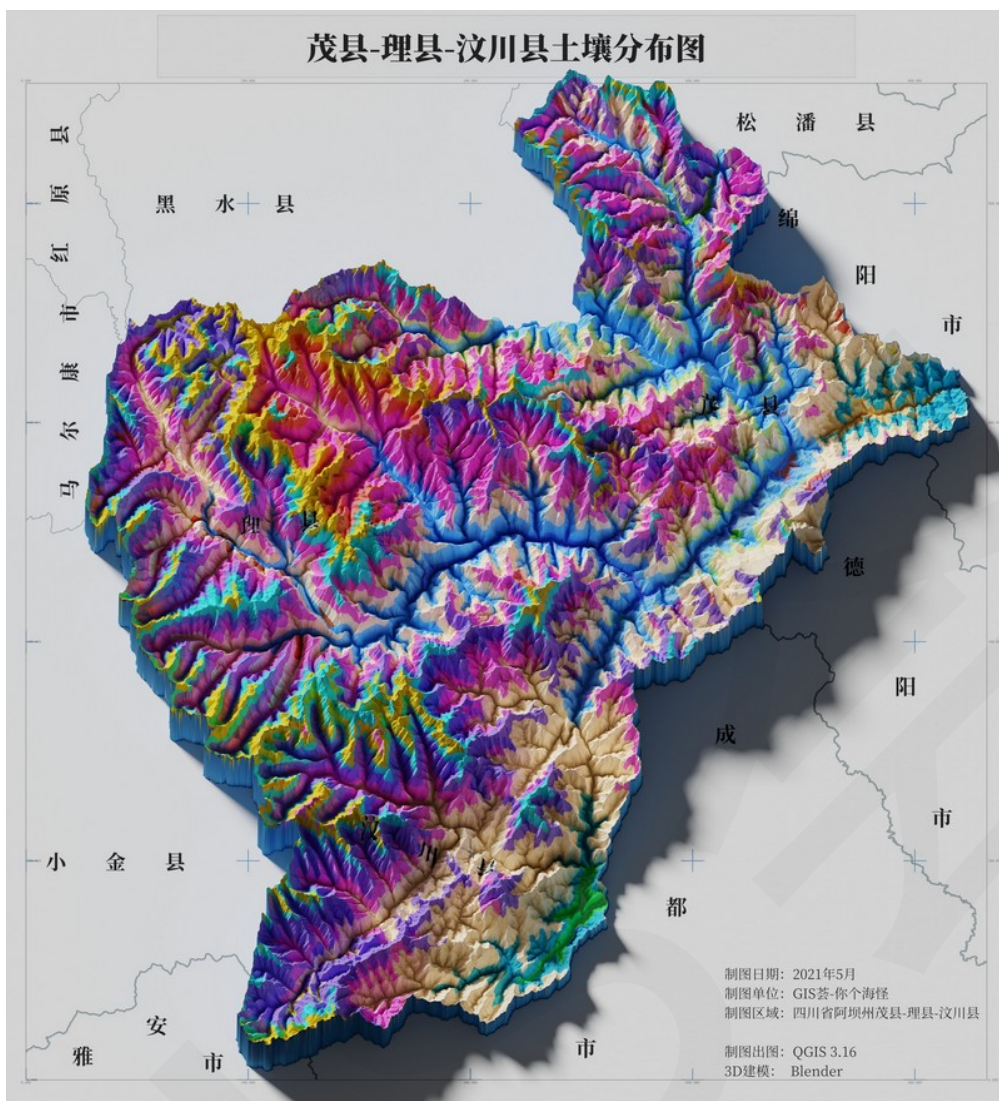 茂县-理县-汶川县土壤分布图
松潘县
黑水县
红原县
绵阳市
马尔康市
茂县
理县
德阳市
成都市
汶川县
小金县
雅安市
制图日期：2021年5月
制图单位：GIS荟-你个海怪
制图区域：四川省阿坝州茂县-理县-汶川县
制图出图：QGIS 3.16
3D建模： Blender